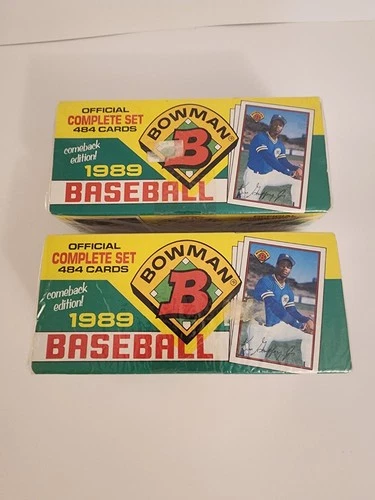 OFFICIAL
COMPLETE SET
484 CARDS
comeback
edition!
1989
BASEBALL
BOWMAN®
B
OFFICIAL
COMPLETE SET
484 CARDS
comeback
edition!
1989
BASEBALL
BOWMAN®
B